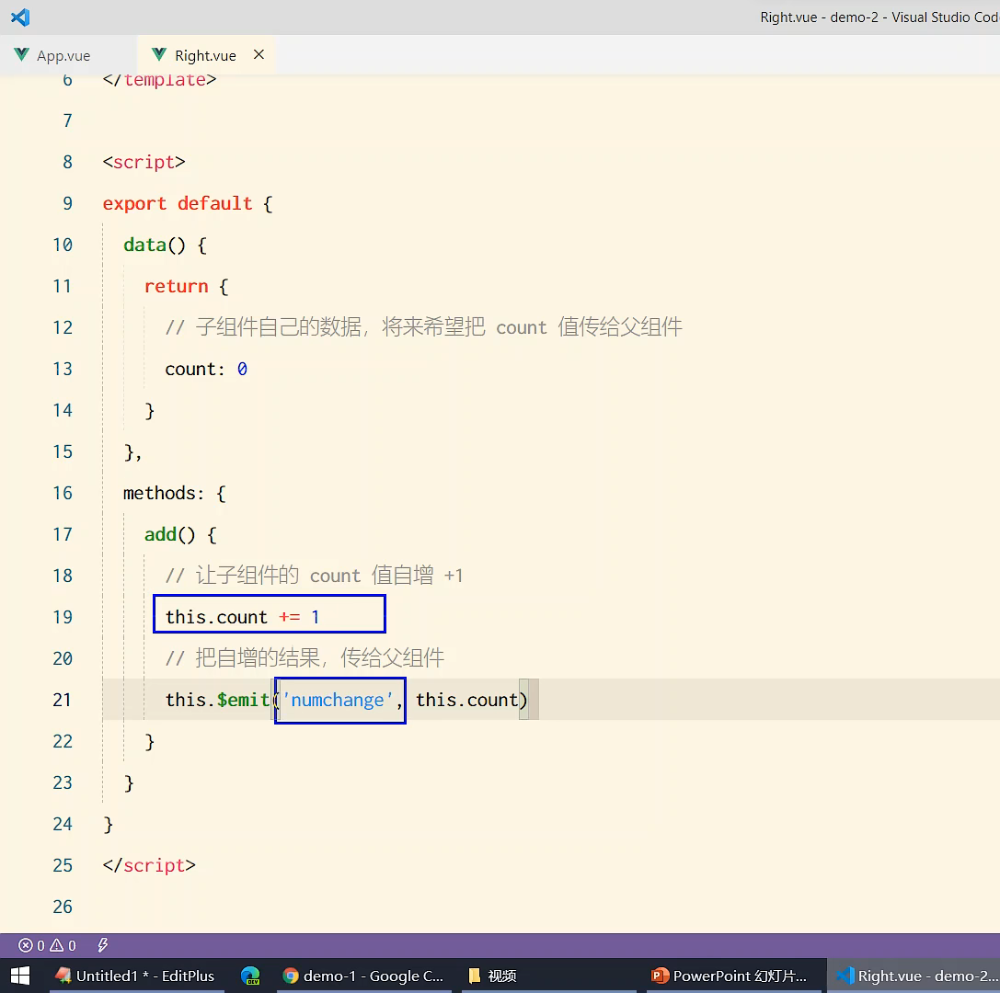 Right.vue - demo-2 - Visual Studio Cod
App.vue
Right.vue ×
6 </template>
7
8 <script>
9 export default {
10 data() {
11 return {
12 // 子组件自己的数据，将来希望把 count 值传给父组件
13 count: 0
14 }
15 },
16 methods: {
17 add() {
18 // 让子组件的 count 值自增 +1
19 this.count += 1
20 // 把自增的结果，传给父组件
21 this.$emit('numchange', this.count)
22 }
23 }
24 }
25 </script>
26
0 0
Untitled1 * - EditPlus
DEV
demo-1 - Google C...
视频
PowerPoint 幻灯片...
Right.vue - demo-2...